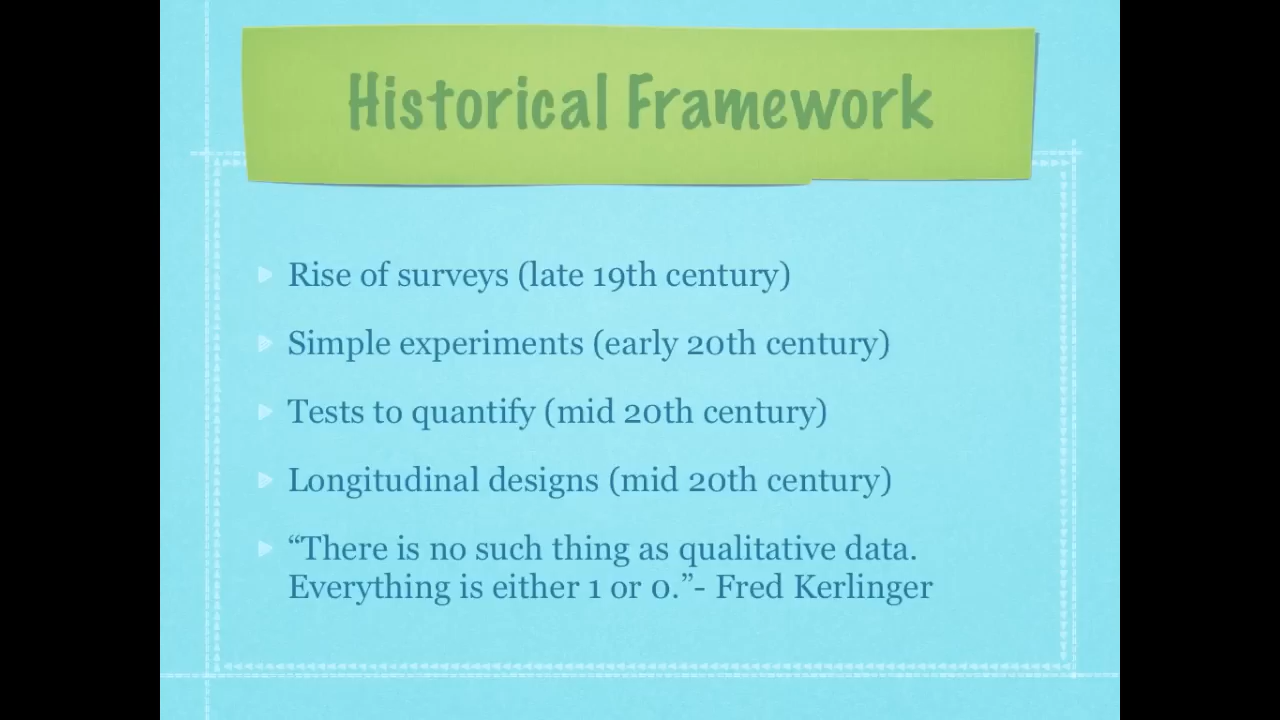 Historical Framework
Rise of surveys (late 19th century)
Simple experiments (early 20th century)
Tests to quantify (mid 20th century)
Longitudinal designs (mid 20th century)
“There is no such thing as qualitative data.
Everything is either 1 or 0.”- Fred Kerlinger